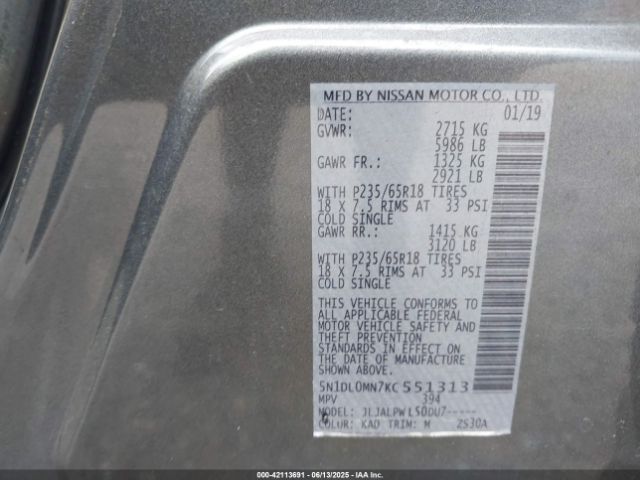 MFD BY NISSAN MOTOR CO., LTD.
DATE: 01/19
GVWR: 2715 KG
5986 LB
GAWR FR.: 1325 KG
2921 LB
WITH P235/65R18 TIRES
18 X 7.5 RIMS AT 33 PSI
COLD SINGLE
GAWR RR.: 1415 KG
3120 LB
WITH P235/65R18 TIRES
18 X 7.5 RIMS AT 33 PSI
COLD SINGLE
THIS VEHICLE CONFORMS TO
ALL APPLICABLE FEDERAL
MOTOR VEHICLE SAFETY AND
THEFT PREVENTION
STANDARDS IN EFFECT ON
THE DATE OF MANUFACTURE
SHOWN ABOVE.
5N1DL0MN7KC551313
MPV 394
MODEL: JLJALPWL50DU7-----
COLOR: KAD TRIM: M ZS30A
000-42113691 - 06/13/2025 - IAAI.COM